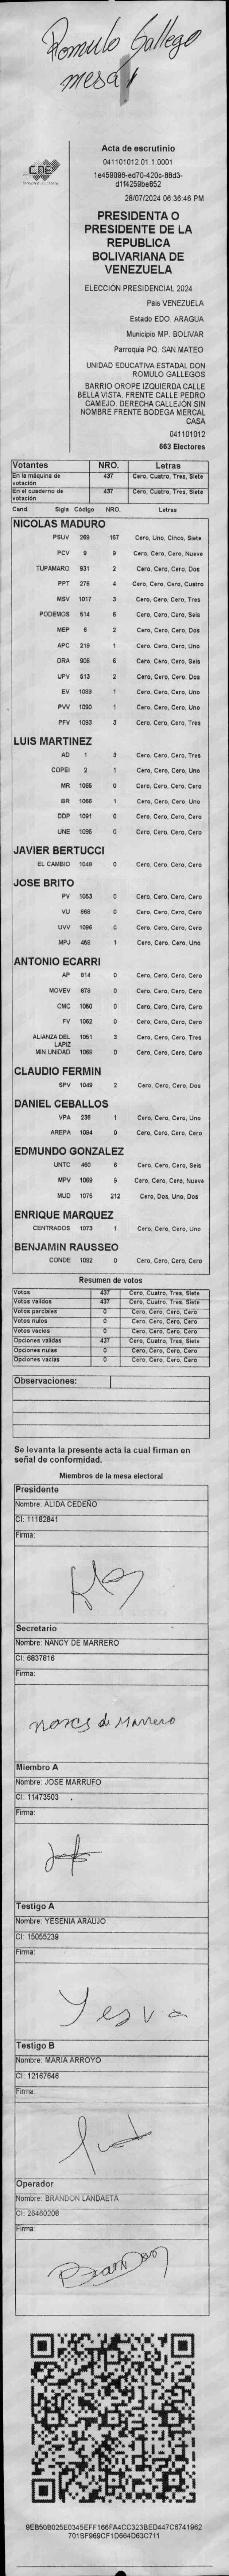 Romulo Gallego
mesa 1
CNE
Acta de escrutinio
041101012.01.1.0001
28/07/2024 06:36:46 PM
PRESIDENTA O
PRESIDENTE DE LA
REPUBLICA
BOLIVARIANA DE
VENEZUELA
ELECCIÓN PRESIDENCIAL 2024
Pais VENEZUELA
Estado EDO. ARAGUA
Municipio MP. BOLIVAR
Parroquia PQ. SAN MATEO
UNIDAD EDUCATIVA ESTADAL DON
ROMULO GALLEGOS
BARRIO OROPE IZQUIERDA CALLE
BELLA VISTA. FRENTE CALLE PEDRO
CAMEJO. DERECHA CALLEJÓN SIN
NOMBRE FRENTE BODEGA MERCAL
CASA
041101012
663 Electores
Votantes NRO. Letras
En la máquina de votación 437 Cero, Cuatro, Tres, Siete
En el cuaderno de votación 437 Cero, Cuatro, Tres, Siete
Cand. Sigla Código NRO. Letras
NICOLAS MADURO
PSUV 269 157 Cero, Uno, Cinco, Siete
PCV 9 9 Cero, Cero, Cero, Nueve
TUPAMARO 931 2 Cero, Cero, Cero, Dos
PPT 276 4 Cero, Cero, Cero, Cuatro
MSV 1017 3 Cero, Cero, Cero, Tres
PODEMOS 514 6 Cero, Cero, Cero, Seis
MEP 6 2 Cero, Cero, Cero, Dos
APC 219 1 Cero, Cero, Cero, Uno
ORA 906 6 Cero, Cero, Cero, Seis
UPV 613 2 Cero, Cero, Cero, Dos
EV 1089 1 Cero, Cero, Cero, Uno
PVV 1090 1 Cero, Cero, Cero, Uno
PFV 1093 3 Cero, Cero, Cero, Tres
LUIS MARTINEZ
AD 1 3 Cero, Cero, Cero, Tres
COPEI 2 1 Cero, Cero, Cero, Uno
MR 1065 0 Cero, Cero, Cero, Cero
BR 1066 1 Cero, Cero, Cero, Uno
DDP 1091 0 Cero, Cero, Cero, Cero
UNE 1095 0 Cero, Cero, Cero, Cero
JAVIER BERTUCCI
EL CAMBIO 1048 0 Cero, Cero, Cero, Cero
JOSE BRITO
PV 1053 0 Cero, Cero, Cero, Cero
VU 868 0 Cero, Cero, Cero, Cero
UVV 1096 0 Cero, Cero, Cero, Cero
MPJ 458 1 Cero, Cero, Cero, Uno
ANTONIO ECARRI
AP 814 0 Cero, Cero, Cero, Cero
MOVEV 878 0 Cero, Cero, Cero, Cero
CMC 1060 0 Cero, Cero, Cero, Cero
FV 1062 0 Cero, Cero, Cero, Cero
ALIANZA DEL LAPIZ 1051 3 Cero, Cero, Cero, Tres
MIN UNIDAD 1058 0 Cero, Cero, Cero, Cero
CLAUDIO FERMIN
SPV 1049 2 Cero, Cero, Cero, Dos
DANIEL CEBALLOS
VPA 236 1 Cero, Cero, Cero, Uno
AREPA 1094 0 Cero, Cero, Cero, Cero
EDMUNDO GONZALEZ
UNTC 460 6 Cero, Cero, Cero, Seis
MPV 1069 9 Cero, Cero, Cero, Nueve
MUD 1075 212 Cero, Dos, Uno, Dos
ENRIQUE MARQUEZ
CENTRADOS 1073 1 Cero, Cero, Cero, Uno
BENJAMIN RAUSSEO
CONDE 1092 0 Cero, Cero, Cero, Cero
Resumen de votos
Votos 437 Cero, Cuatro, Tres, Siete
Votos validos 437 Cero, Cuatro, Tres, Siete
Votos parciales 0 Cero, Cero, Cero, Cero
Votos nulos 0 Cero, Cero, Cero, Cero
Votos vacios 0 Cero, Cero, Cero, Cero
Opciones validas 437 Cero, Cuatro, Tres, Siete
Opciones nulas 0 Cero, Cero, Cero, Cero
Opciones vacias 0 Cero, Cero, Cero, Cero
Observaciones:
Se levanta la presente acta la cual firman en
señal de conformidad.
Miembros de la mesa electoral
Presidente
Nombre: ALIDA CEDEÑO
CI: 11182841
Firma:
Secretario
Nombre: NANCY DE MARRERO
CI: 6837816
Firma:
Nancy de Marrero
Miembro A
Nombre: JOSE MARRUFO
CI: 11473503
Firma:
Testigo A
Nombre: YESENIA ARAUJO
CI: 15055239
Firma:
Testigo B
Nombre: MARIA ARROYO
CI: 12167646
Firma:
Operador
Nombre: BRANDON LANDAETA
CI: 26460208
Firma:
Brandon
9EB50B025E0345EFF166FA4CC323BED447C6741962
701BF969CF1D664D63C711